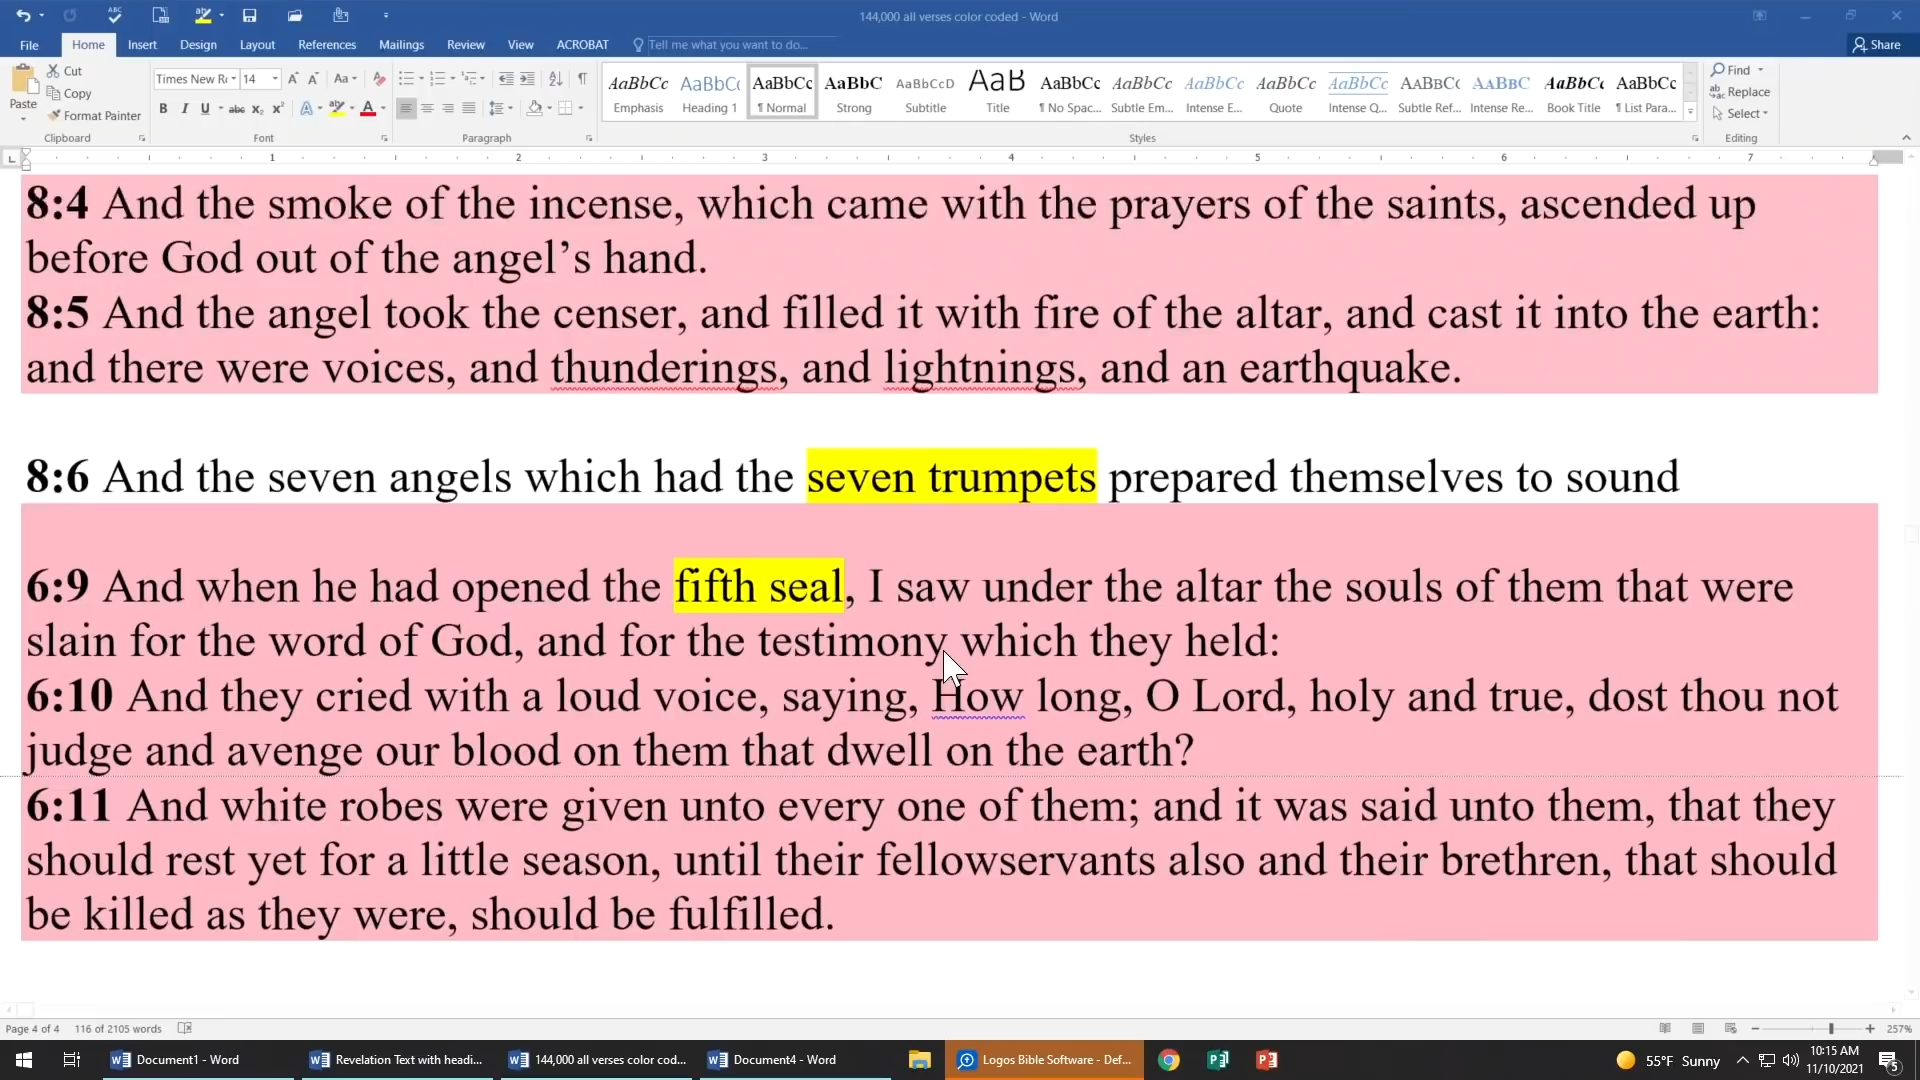 144,000 all verses color coded - Word
File Home Insert Design Layout References Mailings Review View ACROBAT Tell me what you want to do... Share
Cut
Copy
Format Painter
Paste
Clipboard
Times New R 14
Font
Paragraph
AaBbCc AaBbC AaBbCc AaBbC AaBbCcD AaB AaBbCc AaBbCc AaBbCc AaBbCc AaBbCc AaBbCc AaBbC AaBbCc AaBbCc
Emphasis Heading 1 ¶ Normal Strong Subtitle Title ¶ No Spac... Subtle Em... Intense E... Quote Intense Q... Subtle Ref... Intense Re... Book Title ¶ List Para...
Styles
Find
Replace
Select
Editing
1 2 3 4 5 6 7
8:4 And the smoke of the incense, which came with the prayers of the saints, ascended up
before God out of the angel’s hand.
8:5 And the angel took the censer, and filled it with fire of the altar, and cast it into the earth:
and there were voices, and thunderings, and lightnings, and an earthquake.
8:6 And the seven angels which had the seven trumpets prepared themselves to sound
6:9 And when he had opened the fifth seal, I saw under the altar the souls of them that were
slain for the word of God, and for the testimony which they held:
6:10 And they cried with a loud voice, saying, How long, O Lord, holy and true, dost thou not
judge and avenge our blood on them that dwell on the earth?
6:11 And white robes were given unto every one of them; and it was said unto them, that they
should rest yet for a little season, until their fellowservants also and their brethren, that should
be killed as they were, should be fulfilled.
Page 4 of 4 116 of 2105 words 257%
Document1 - Word Revelation Text with headi... 144,000 all verses color cod... Document4 - Word Logos Bible Software - Def... 55°F Sunny 10:15 AM
11/10/2021 5